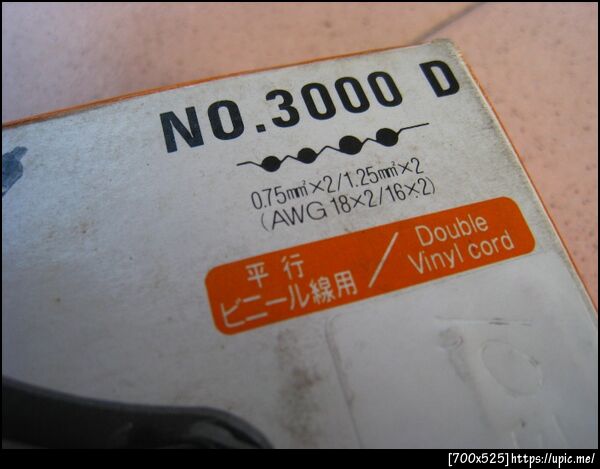 NO.3000 D
0.75mm²×2/1.25mm²×2
(AWG 18×2/16×2)
平行
ビニール線用
/
Double
Vinyl cord
[700x525]https://upic.me/